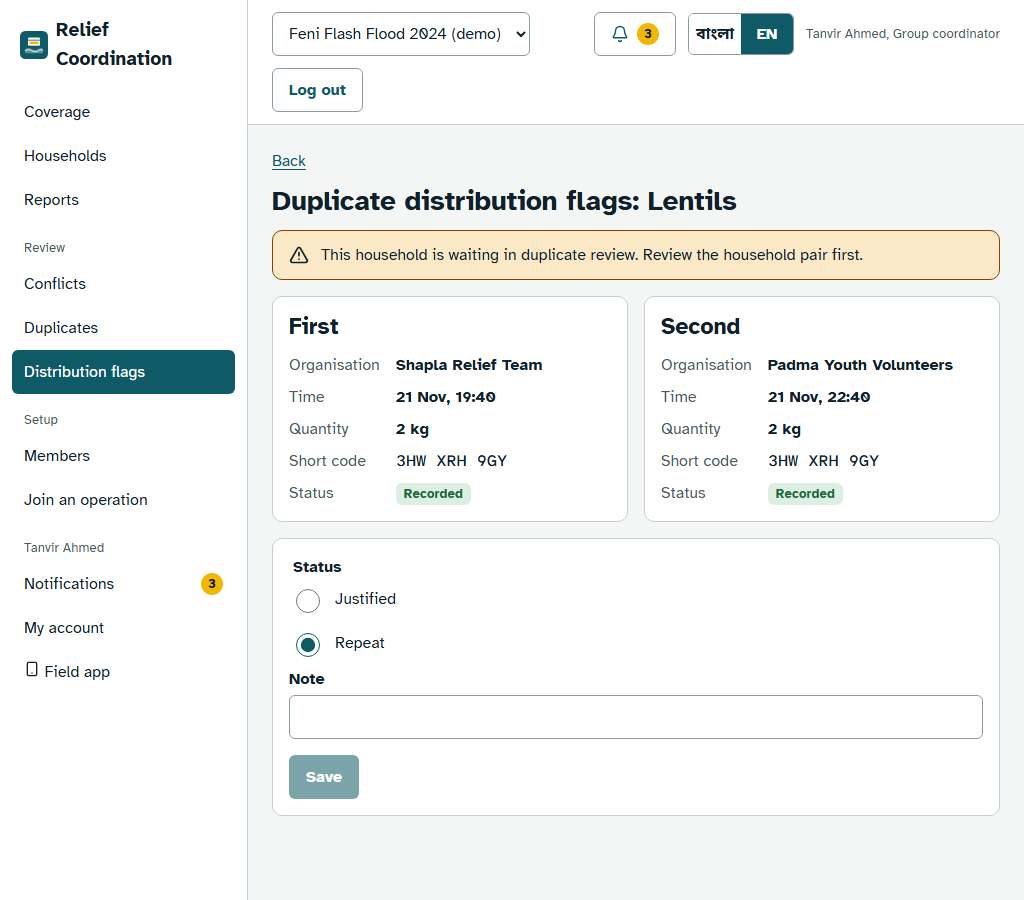 Relief
Coordination
Coverage
Households
Reports
Review
Conflicts
Duplicates
Distribution flags
Setup
Members
Join an operation
Tanvir Ahmed
Notifications 3
My account
Field app
Feni Flash Flood 2024 (demo) 3 বাংলা EN Tanvir Ahmed, Group coordinator
Log out
Back
Duplicate distribution flags: Lentils
This household is waiting in duplicate review. Review the household pair first.
First
Organisation Shapla Relief Team
Time 21 Nov, 19:40
Quantity 2 kg
Short code 3HW XRH 9GY
Status Recorded
Second
Organisation Padma Youth Volunteers
Time 21 Nov, 22:40
Quantity 2 kg
Short code 3HW XRH 9GY
Status Recorded
Status
Justified
Repeat
Note
Save